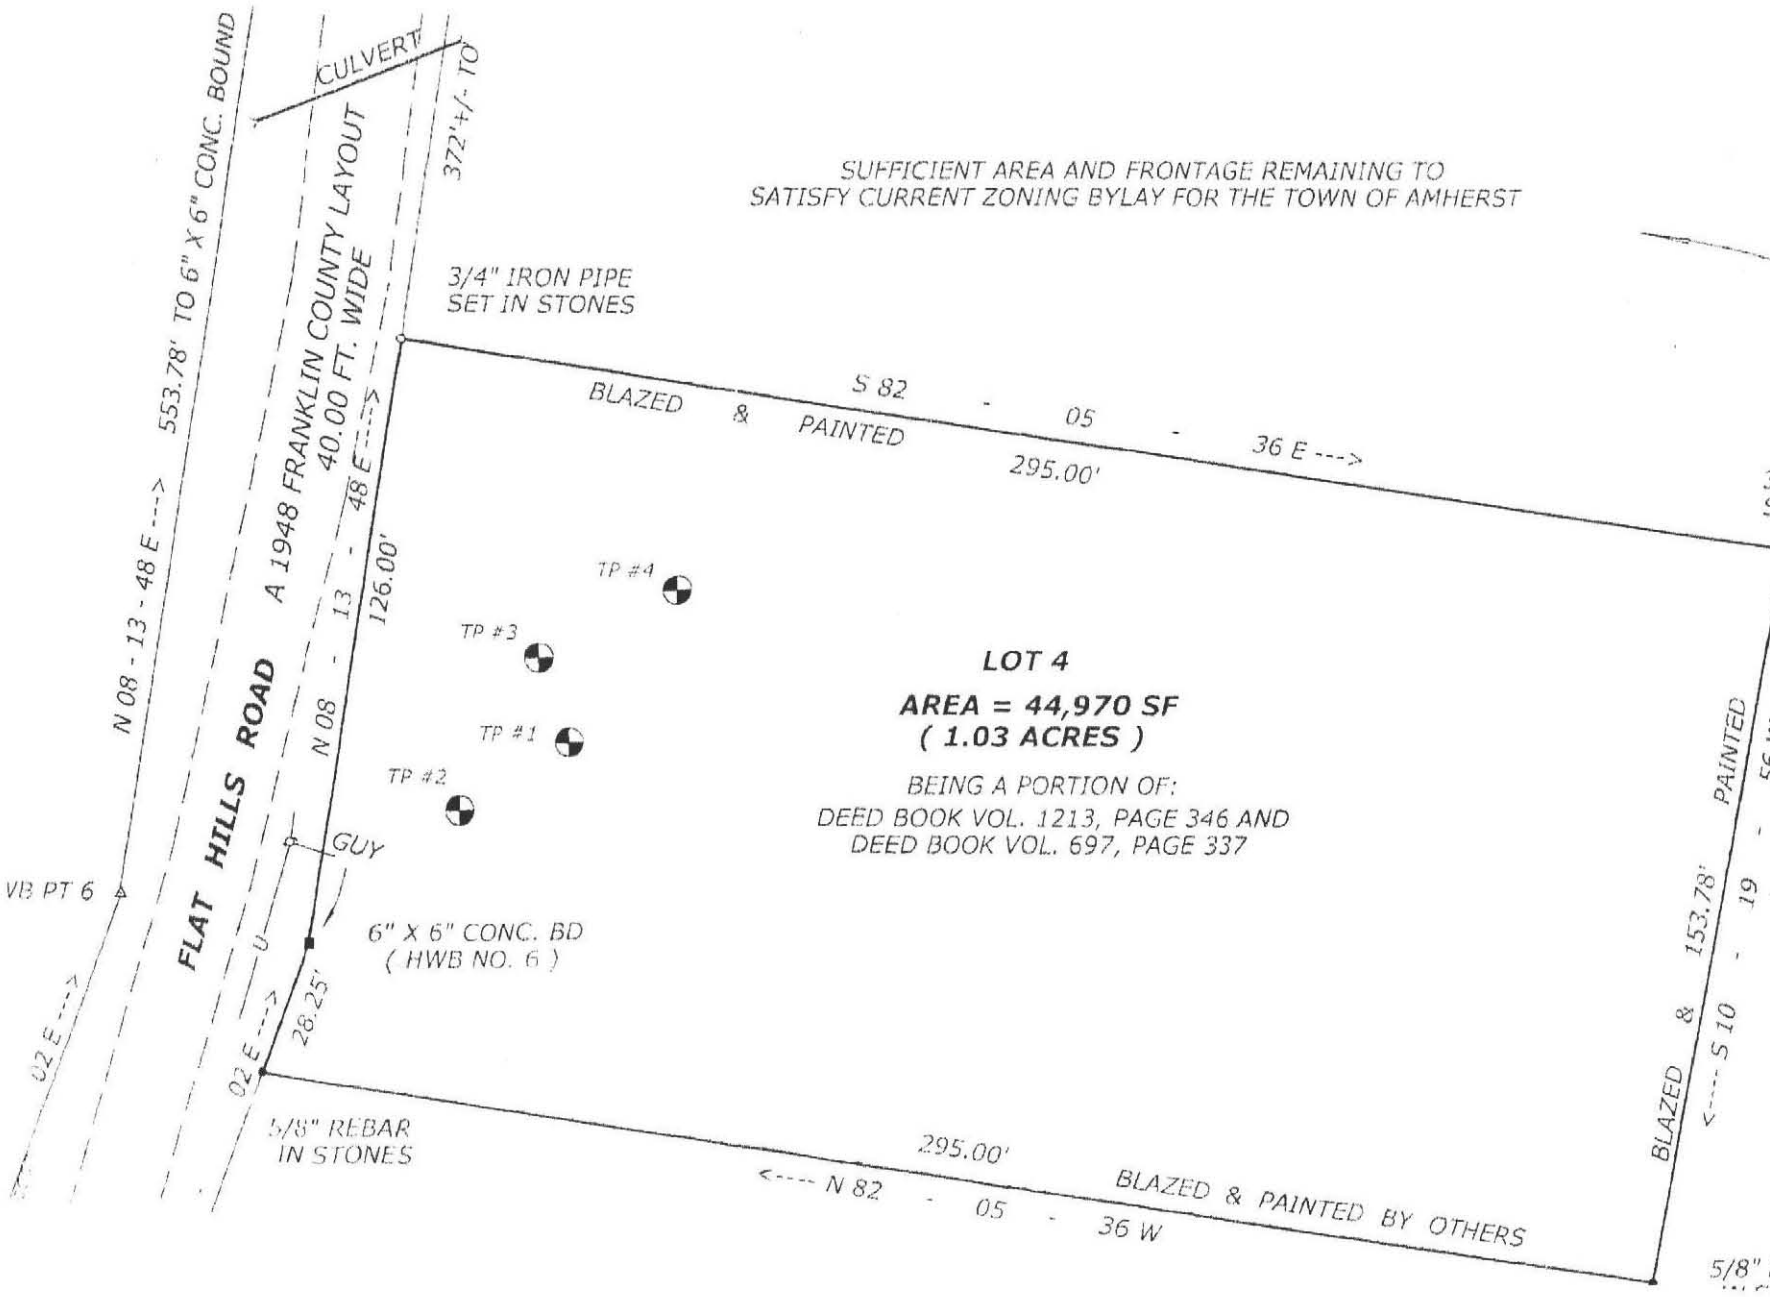 CULVERT
553.78' TO 6" X 6" CONC. BOUND
372'+/- TO
SUFFICIENT AREA AND FRONTAGE REMAINING TO
SATISFY CURRENT ZONING BYLAY FOR THE TOWN OF AMHERST
A 1948 FRANKLIN COUNTY LAYOUT
40.00 FT. WIDE
3/4" IRON PIPE
SET IN STONES
S 82 - 05 - 36 E --->
BLAZED & PAINTED
295.00'
N 08 - 13 - 48 E --->
N 08 - 13 - 48 E ---->
126.00'
TP #4
TP #3
TP #1
TP #2
LOT 4
AREA = 44,970 SF
( 1.03 ACRES )
BEING A PORTION OF:
DEED BOOK VOL. 1213, PAGE 346 AND
DEED BOOK VOL. 697, PAGE 337
FLAT HILLS ROAD
GUY
VB PT 6
U
6" X 6" CONC. BD
( HWB NO. 6 )
28.25'
02 E ---->
02 E ---->
5/8" REBAR
IN STONES
BLAZED & PAINTED
153.78'
<---- S 10 - 19 - 56
295.00'
<---- N 82 - 05 - 36 W
BLAZED & PAINTED BY OTHERS
5/8"